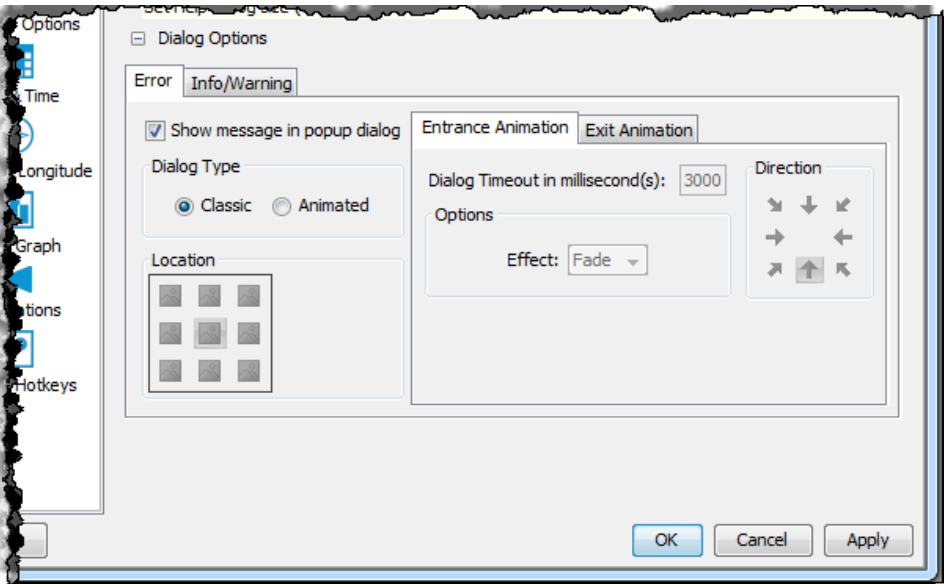 Options
Dialog Options
Error
Info/Warning
Time
Show message in popup dialog
Entrance Animation
Exit Animation
Longitude
Dialog Type
Dialog Timeout in millisecond(s):
3000
Direction
Classic
Animated
Options
Graph
Location
Effect:
Fade
Hotkeys
OK
Cancel
Apply